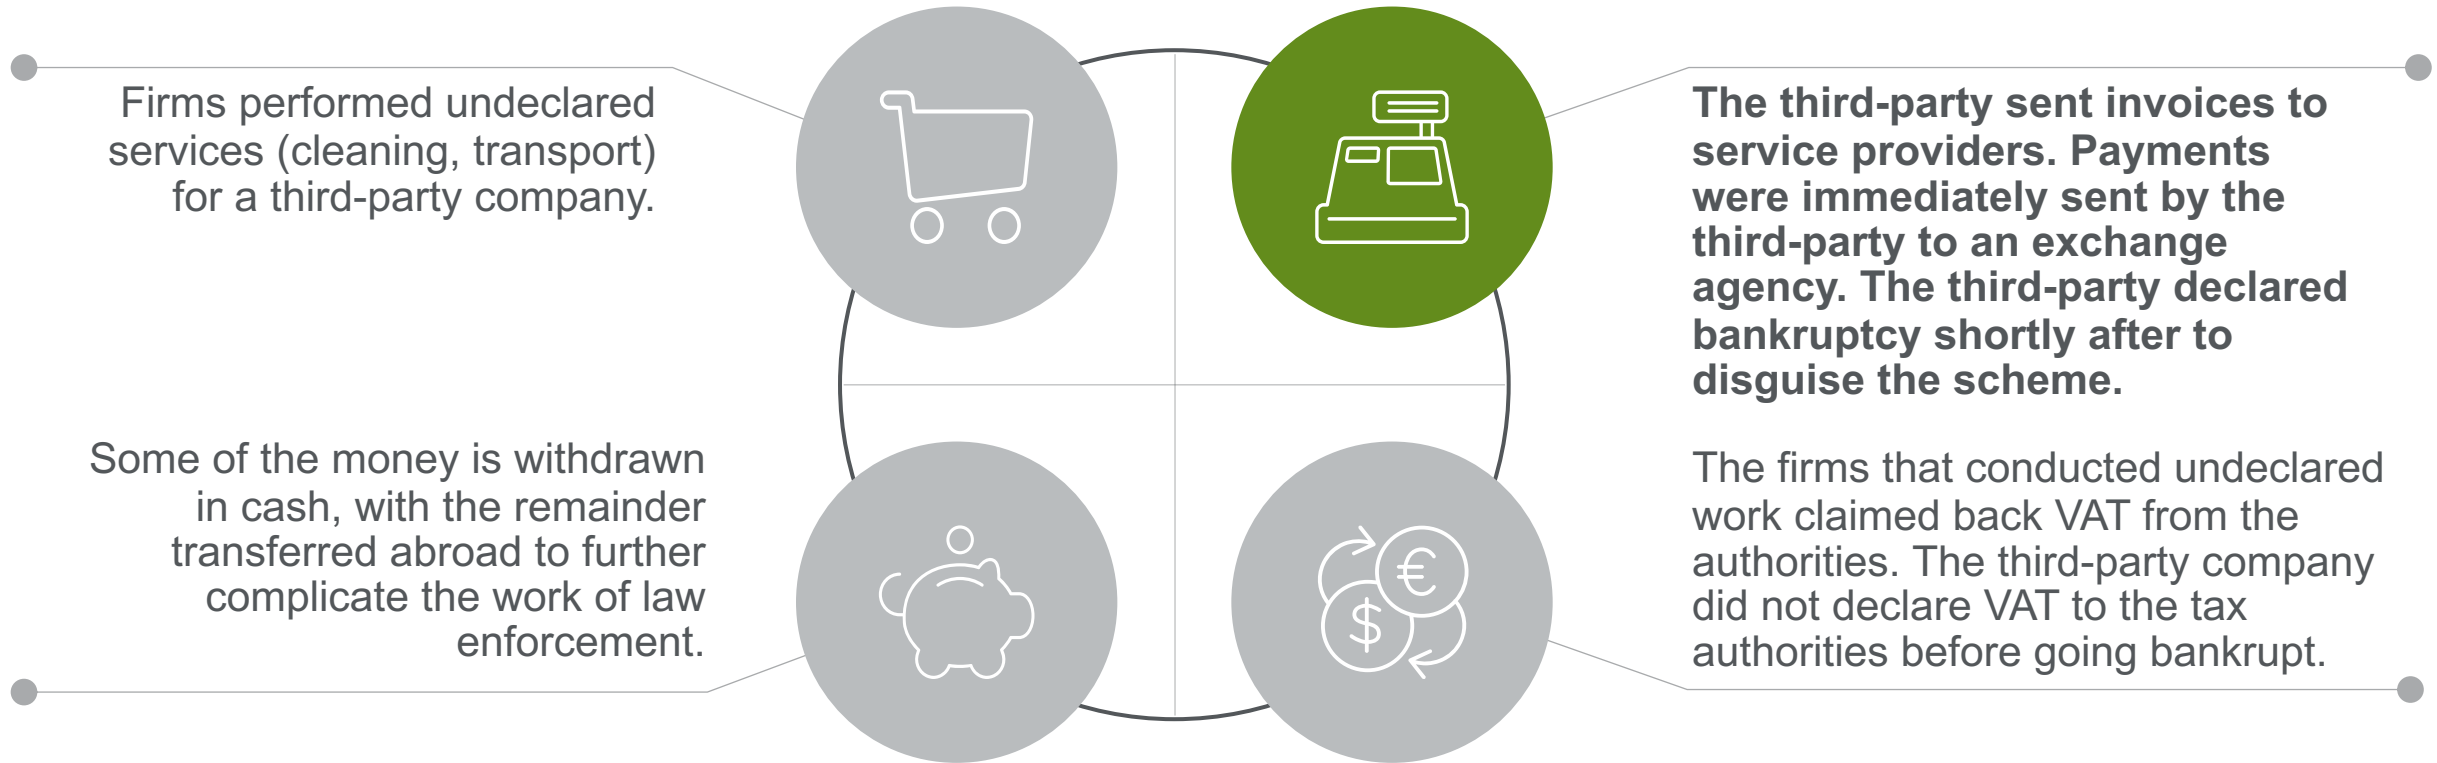 Firms performed undeclared
services (cleaning, transport)
for a third-party company.
The third-party sent invoices to
service providers. Payments
were immediately sent by the
third-party to an exchange
agency. The third-party declared
bankruptcy shortly after to
disguise the scheme.
Some of the money is withdrawn
in cash, with the remainder
transferred abroad to further
complicate the work of law
enforcement.
The firms that conducted undeclared
work claimed back VAT from the
authorities. The third-party company
did not declare VAT to the tax
authorities before going bankrupt.
€
$